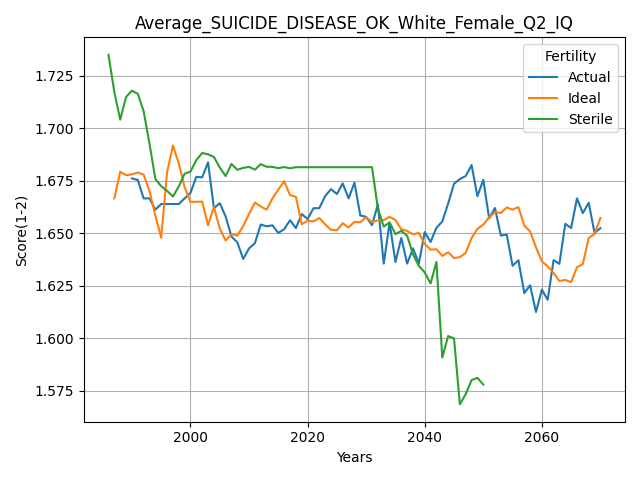 Average_SUICIDE_DISEASE_OK_White_Female_Q2_IQ
Fertility
Actual
Ideal
Sterile
Score(1-2)
1.725
1.700
1.675
1.650
1.625
1.600
1.575
2000
2020
2040
2060
Years